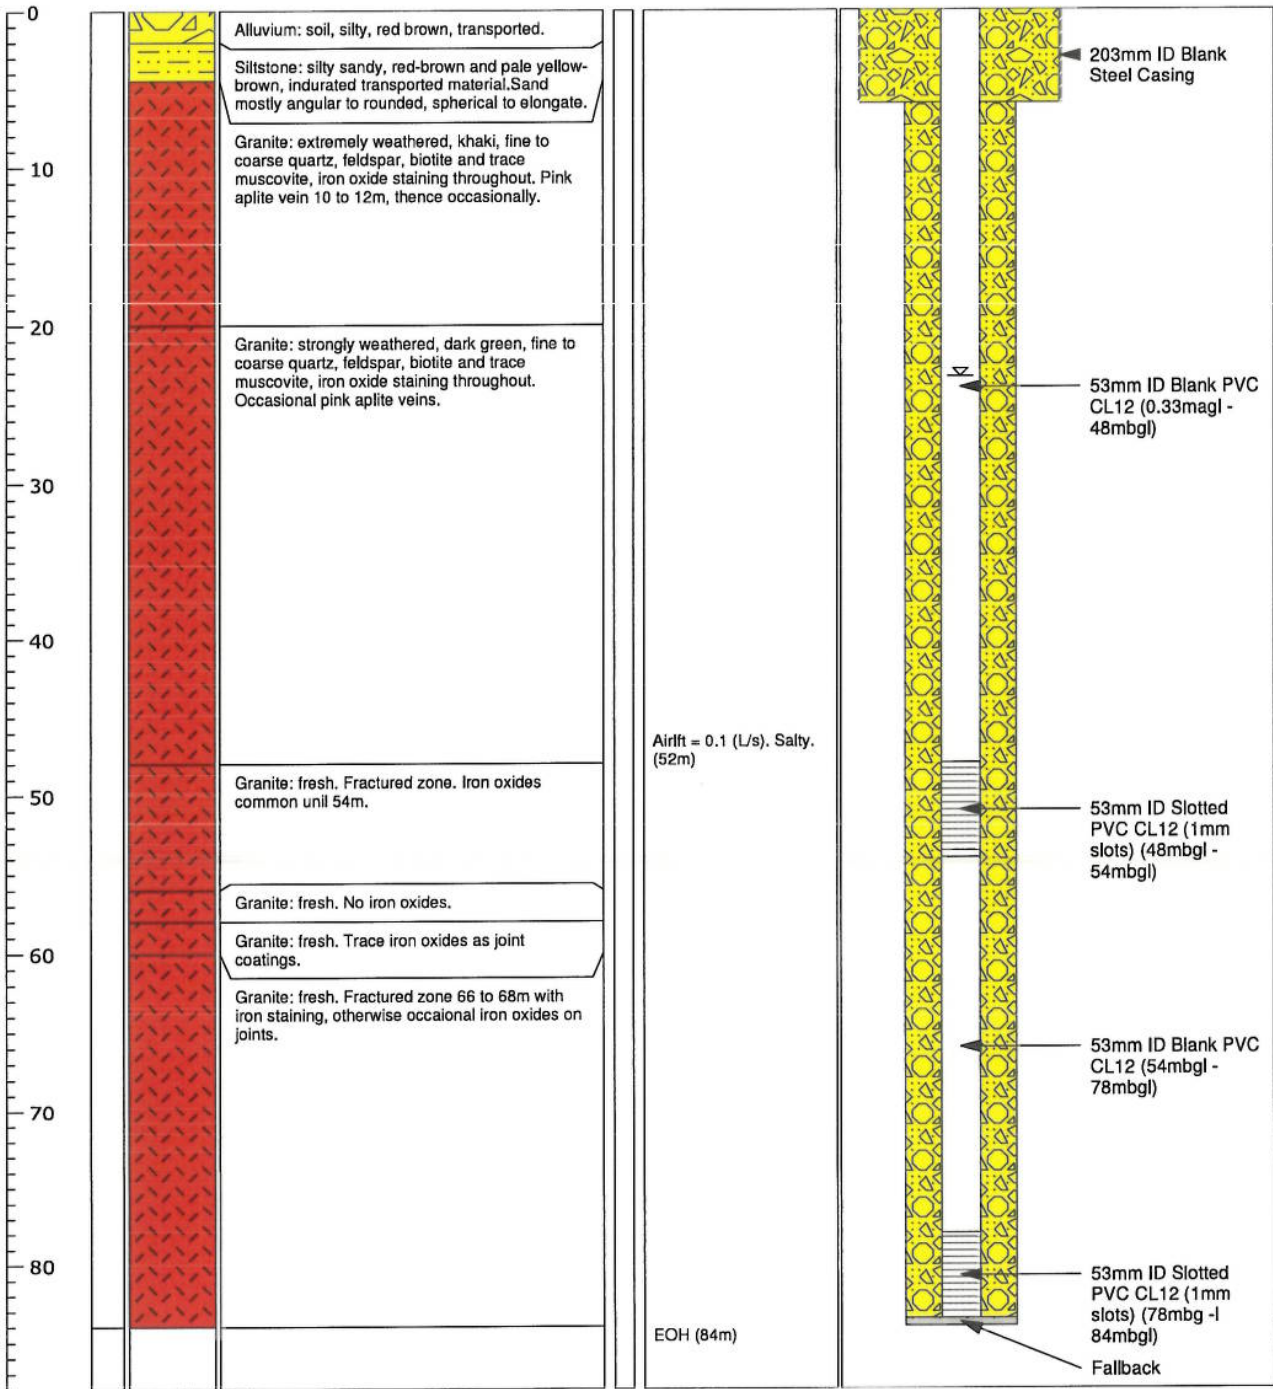 0
10
20
30
40
50
60
70
80
Alluvium: soil, silty, red brown, transported.
Siltstone: silty sandy, red-brown and pale yellow-
brown, indurated transported material.Sand
mostly angular to rounded, spherical to elongate.
Granite: extremely weathered, khaki, fine to
coarse quartz, feldspar, biotite and trace
muscovite, iron oxide staining throughout. Pink
aplite vein 10 to 12m, thence occasionally.
Granite: strongly weathered, dark green, fine to
coarse quartz, feldspar, biotite and trace
muscovite, iron oxide staining throughout.
Occasional pink aplite veins.
Granite: fresh. Fractured zone. Iron oxides
common unil 54m.
Granite: fresh. No iron oxides.
Granite: fresh. Trace iron oxides as joint
coatings.
Granite: fresh. Fractured zone 66 to 68m with
iron staining, otherwise occaional iron oxides on
joints.
Airlft = 0.1 (L/s). Salty.
(52m)
EOH (84m)
203mm ID Blank
Steel Casing
53mm ID Blank PVC
CL12 (0.33magl -
48mbgl)
53mm ID Slotted
PVC CL12 (1mm
slots) (48mbgl -
54mbgl)
53mm ID Blank PVC
CL12 (54mbgl -
78mbgl)
53mm ID Slotted
PVC CL12 (1mm
slots) (78mbg -l
84mbgl)
Fallback